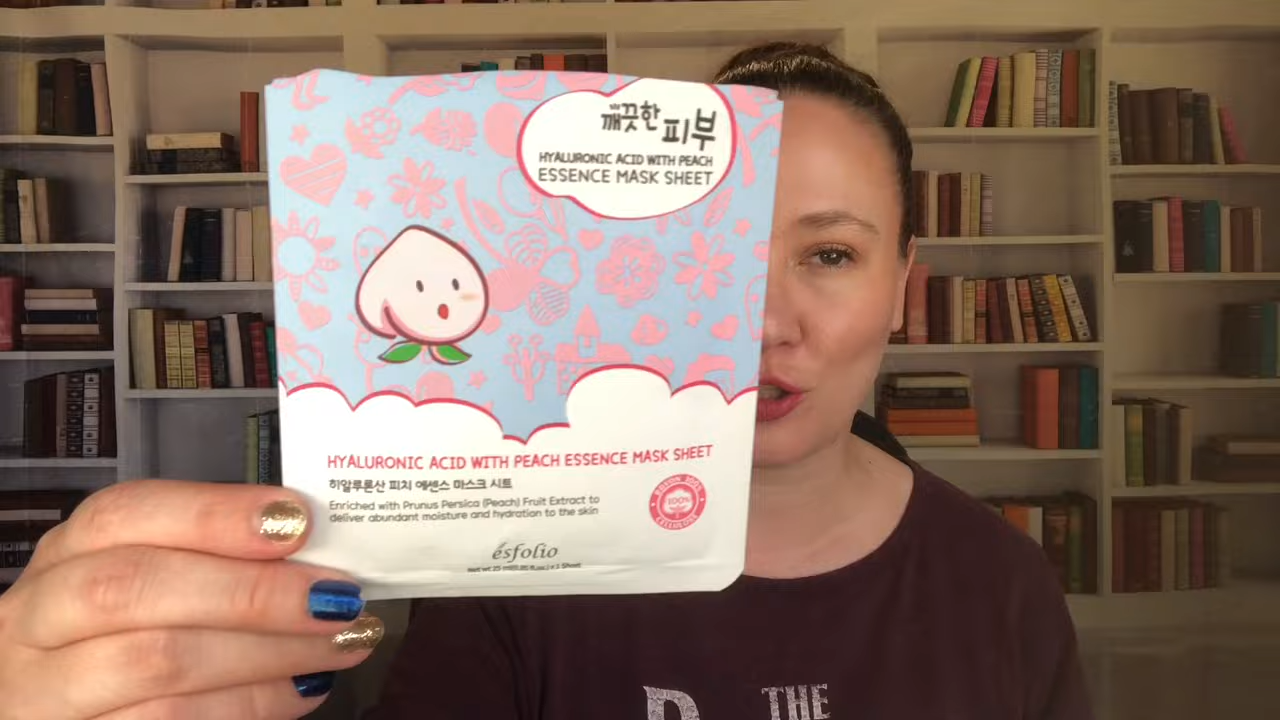 깨끗한 피부
HYALURONIC ACID WITH PEACH
ESSENCE MASK SHEET
HYALURONIC ACID WITH PEACH ESSENCE MASK SHEET
히알루론산 피치 에센스 마스크 시트
Enriched with Prunus Persica (Peach) Fruit Extract to
deliver abundant moisture and hydration to the skin
100%
ésfolio
THE